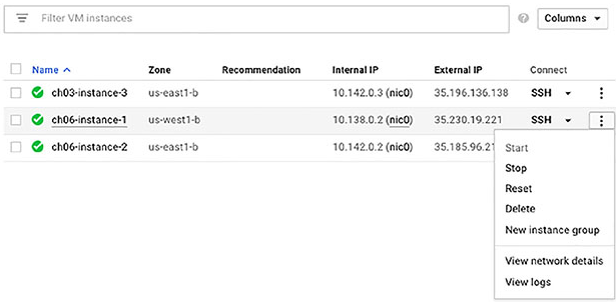 Filter VM instances
Columns
Name Zone Recommendation Internal IP External IP Connect
ch03-instance-3 us-east1-b 10.142.0.3 (nic0) 35.196.136.138 SSH
ch06-instance-1 us-west1-b 10.138.0.2 (nic0) 35.230.19.221 SSH
ch06-instance-2 us-east1-b 10.142.0.2 (nic0) 35.185.96.21
Start
Stop
Reset
Delete
New instance group
View network details
View logs